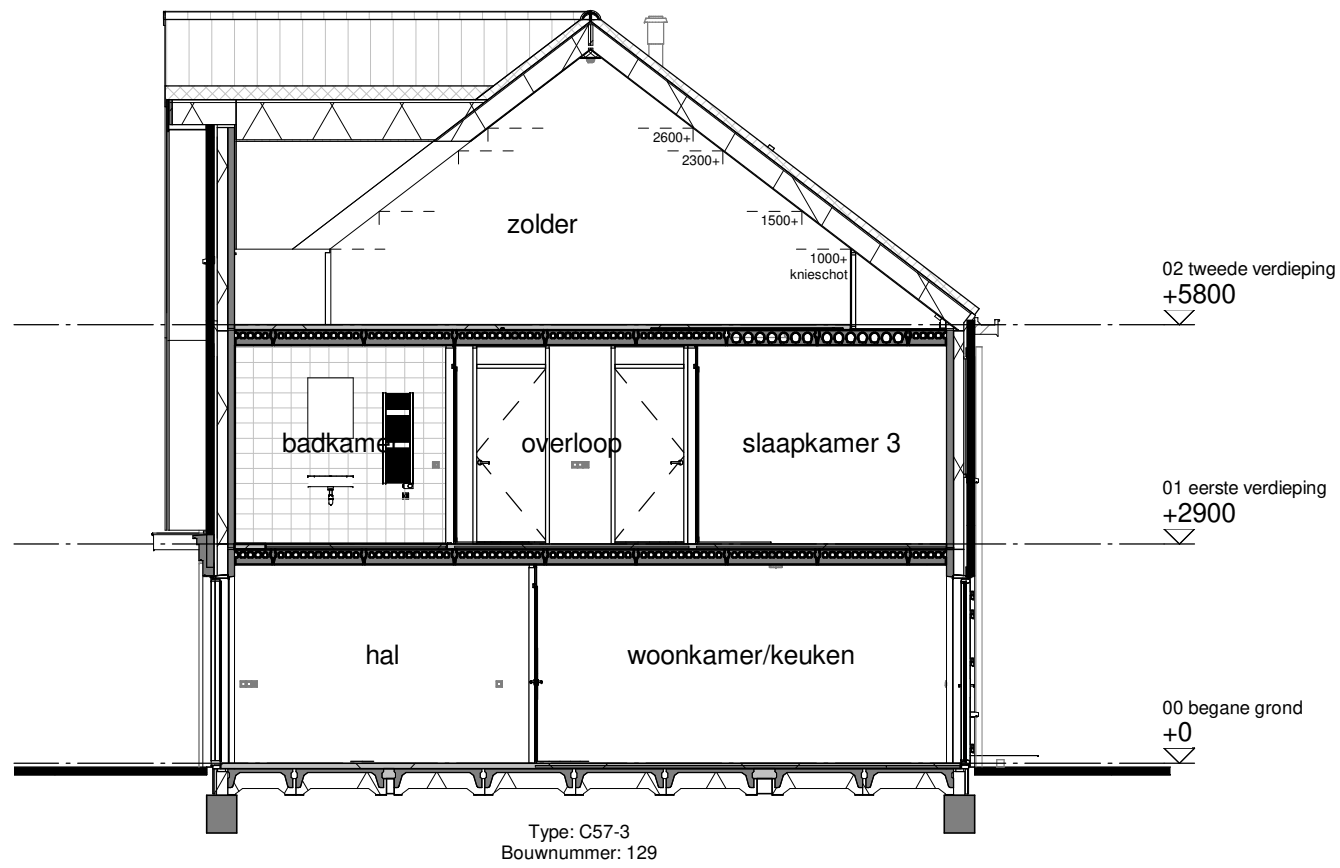 2600+
2300+
zolder
1500+
1000+
knieschot
02 tweede verdieping
+5800
badkame
overloop
slaapkamer 3
01 eerste verdieping
+2900
hal
woonkamer/keuken
00 begane grond
+0
Type: C57-3
Bouwnummer: 129